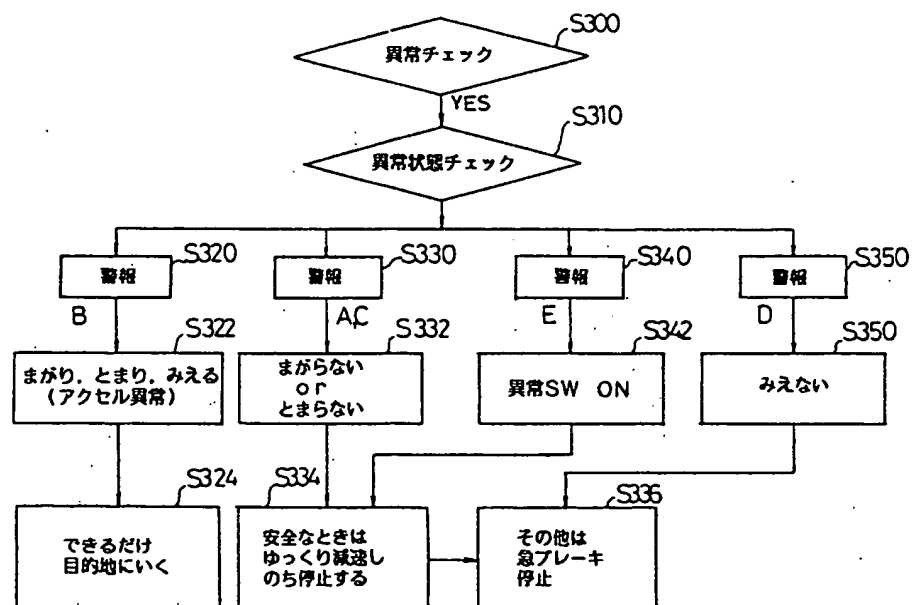 S300
異常チェック
YES
S310
異常状態チェック
S320
警報
B
S330
警報
A,C
S340
警報
E
S350
警報
D
S322
まがり．とまり．みえる
(アクセル異常)
S332
まがらない
or
とまらない
S342
異常SW ON
S350
みえない
S324
できるだけ
目的地にいく
S334
安全なときは
ゆっくり減速し
のち停止する
S336
その他は
急ブレーキ
停止